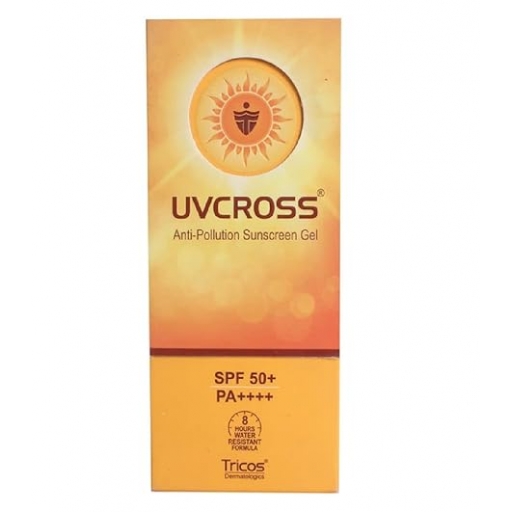 UVCROSS®
Anti-Pollution Sunscreen Gel
SPF 50+
PA++++
8
HOURS
WATER
RESISTANT
FORMULA
Tricos®
Dermatologics